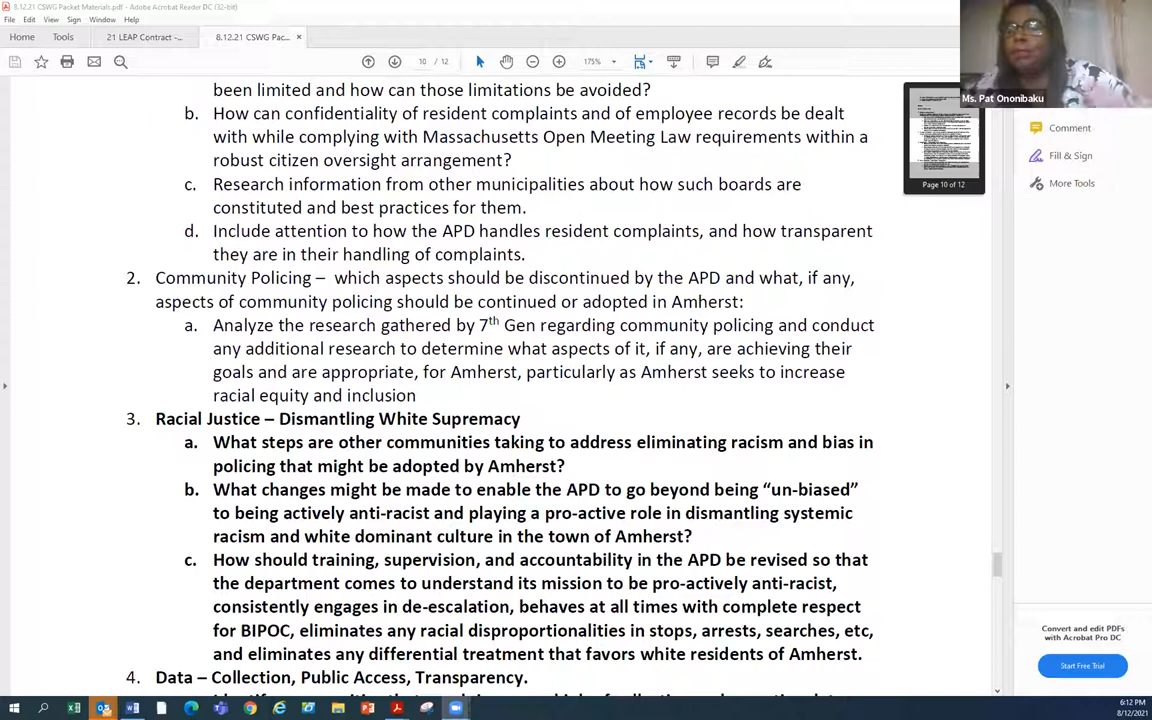 8.12.21 CSWG Packet Materials.pdf - Adobe Acrobat Reader DC (32-bit)
File Edit View Sign Window Help
Home Tools 21 LEAP Contract -... 8.12.21 CSWG Pac... ×
10 / 12 175%
been limited and how can those limitations be avoided?
b. How can confidentiality of resident complaints and of employee records be dealt
with while complying with Massachusetts Open Meeting Law requirements within a
robust citizen oversight arrangement?
c. Research information from other municipalities about how such boards are
constituted and best practices for them.
d. Include attention to how the APD handles resident complaints, and how transparent
they are in their handling of complaints.
2. Community Policing – which aspects should be discontinued by the APD and what, if any,
aspects of community policing should be continued or adopted in Amherst:
a. Analyze the research gathered by 7th Gen regarding community policing and conduct
any additional research to determine what aspects of it, if any, are achieving their
goals and are appropriate, for Amherst, particularly as Amherst seeks to increase
racial equity and inclusion
3. Racial Justice – Dismantling White Supremacy
a. What steps are other communities taking to address eliminating racism and bias in
policing that might be adopted by Amherst?
b. What changes might be made to enable the APD to go beyond being “un-biased”
to being actively anti-racist and playing a pro-active role in dismantling systemic
racism and white dominant culture in the town of Amherst?
c. How should training, supervision, and accountability in the APD be revised so that
the department comes to understand its mission to be pro-actively anti-racist,
consistently engages in de-escalation, behaves at all times with complete respect
for BIPOC, eliminates any racial disproportionalities in stops, arrests, searches, etc,
and eliminates any differential treatment that favors white residents of Amherst.
4. Data – Collection, Public Access, Transparency.
Page 10 of 12
Ms. Pat Ononibaku
Comment
Fill & Sign
More Tools
Convert and edit PDFs
with Acrobat Pro DC
Start Free Trial
6:12 PM
8/12/2021